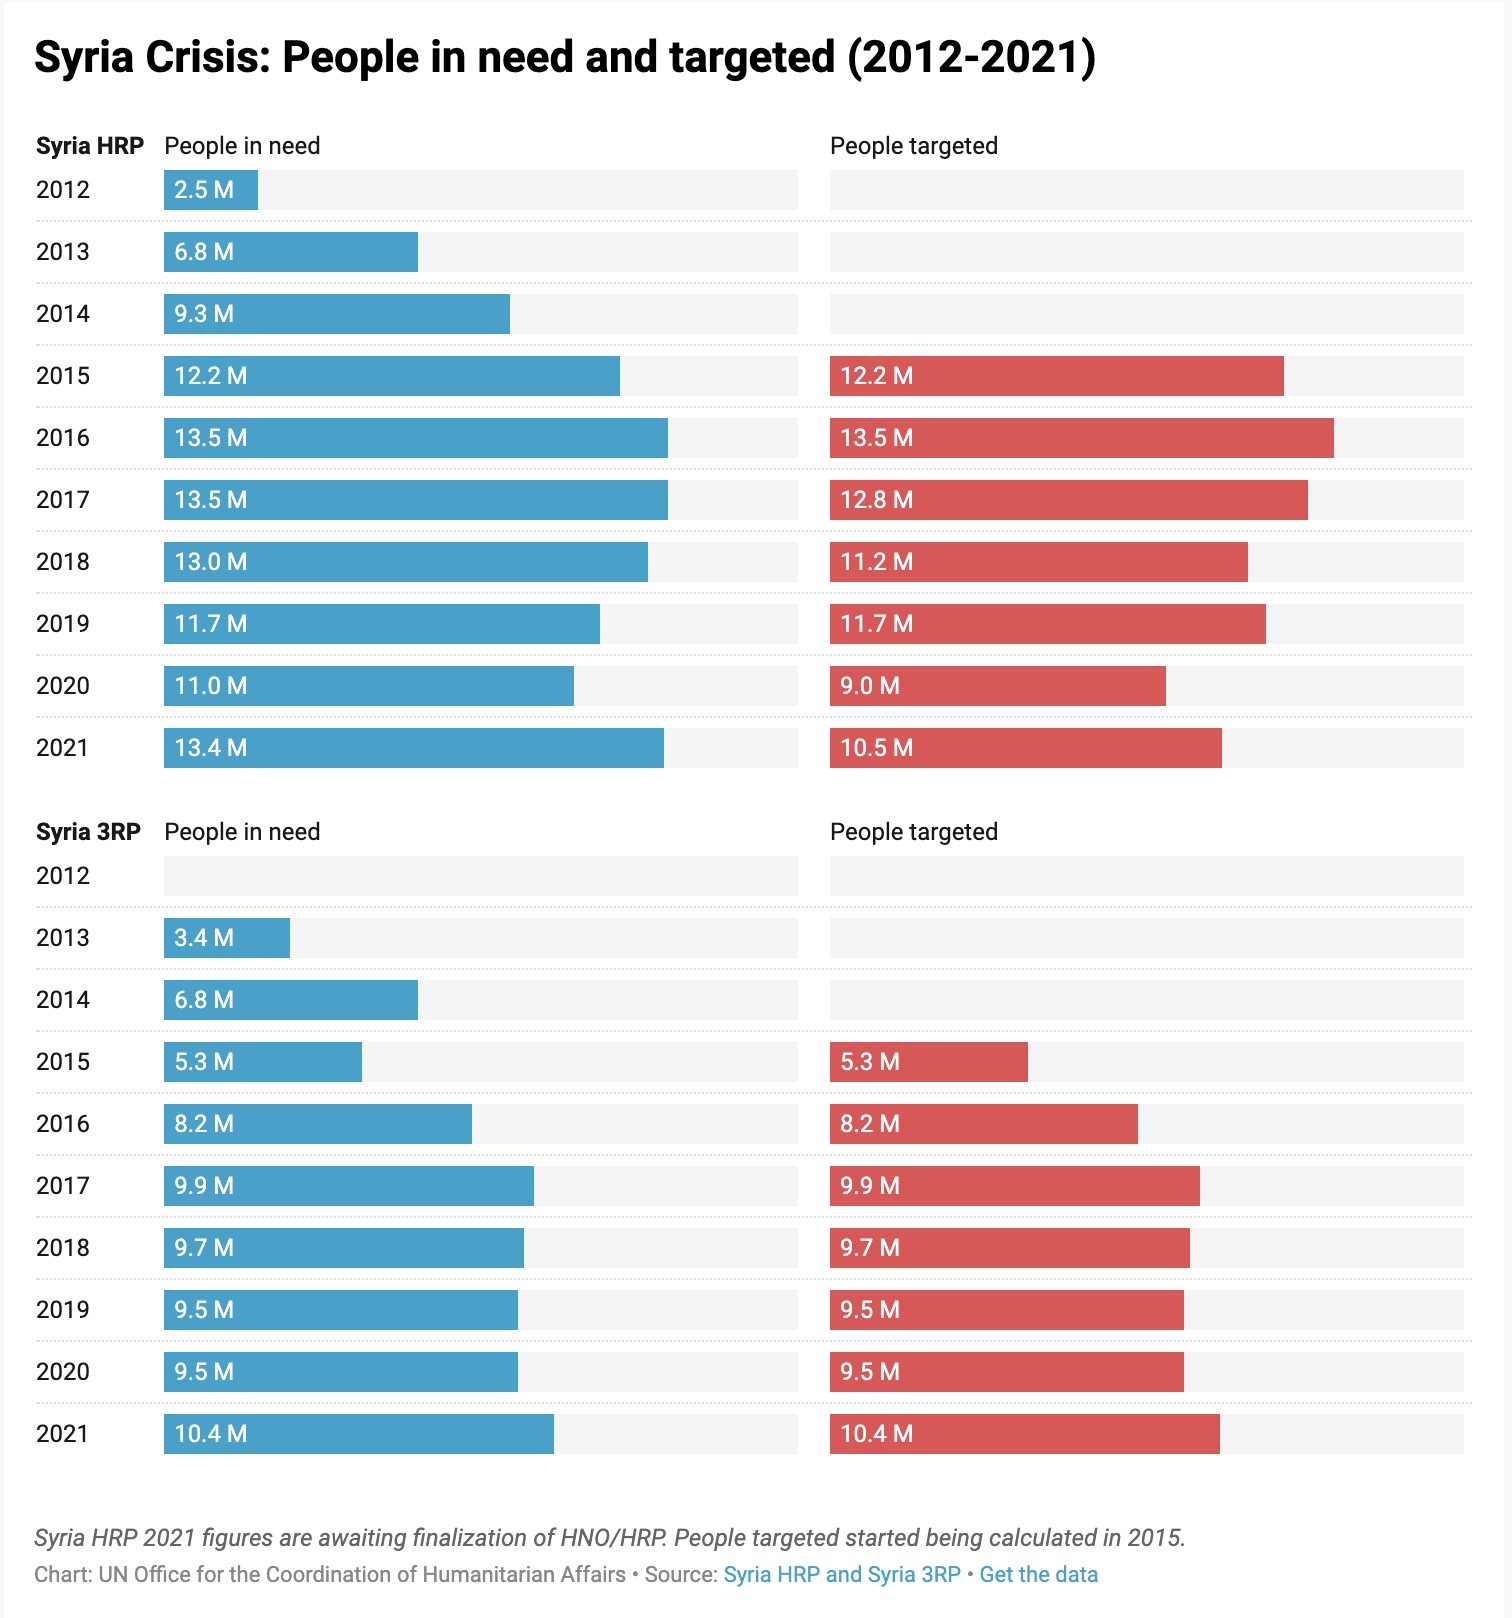 Syria Crisis: People in need and targeted (2012-2021)
Syria HRP People in need People targeted
2012 2.5 M
2013 6.8 M
2014 9.3 M
2015 12.2 M 12.2 M
2016 13.5 M 13.5 M
2017 13.5 M 12.8 M
2018 13.0 M 11.2 M
2019 11.7 M 11.7 M
2020 11.0 M 9.0 M
2021 13.4 M 10.5 M
Syria 3RP People in need People targeted
2012
2013 3.4 M
2014 6.8 M
2015 5.3 M 5.3 M
2016 8.2 M 8.2 M
2017 9.9 M 9.9 M
2018 9.7 M 9.7 M
2019 9.5 M 9.5 M
2020 9.5 M 9.5 M
2021 10.4 M 10.4 M
Syria HRP 2021 figures are awaiting finalization of HNO/HRP. People targeted started being calculated in 2015.
Chart: UN Office for the Coordination of Humanitarian Affairs • Source: Syria HRP and Syria 3RP • Get the data